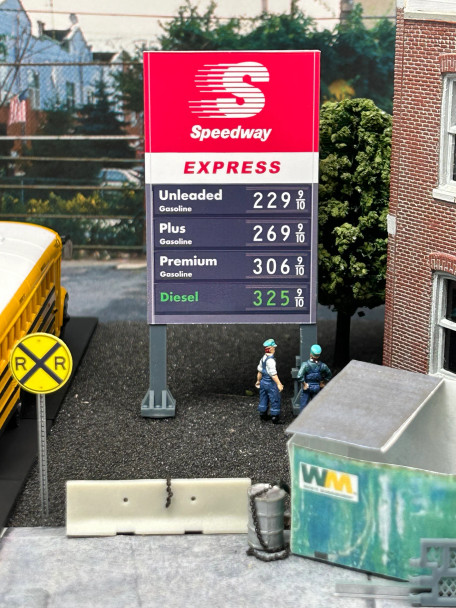 Speedway
EXPRESS
Unleaded
Gasoline
229 9/10
Plus
Gasoline
269 9/10
Premium
Gasoline
306 9/10
Diesel
325 9/10
R R
WM